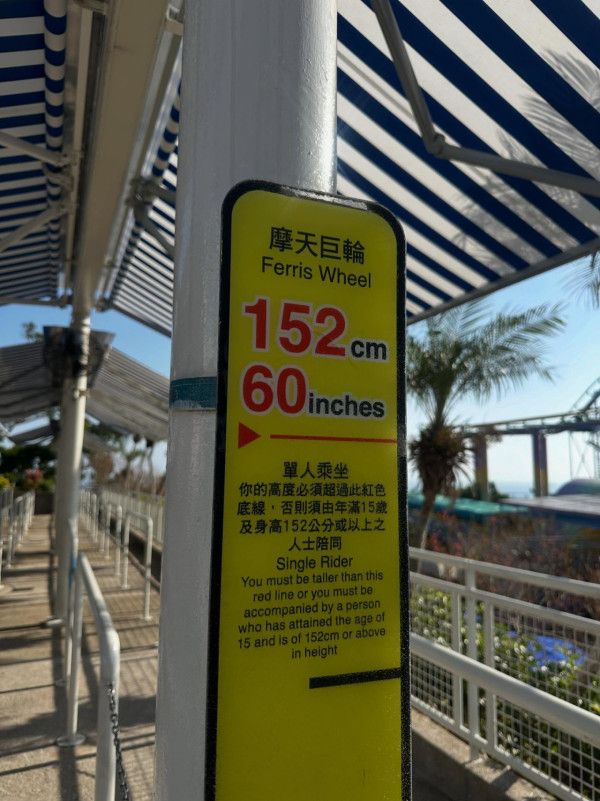 摩天巨輪
Ferris Wheel
152 cm
60 inches
單人乘坐
你的高度必須超過此紅色
底線，否則須由年滿15歲
及身高152公分或以上之
人士陪同
Single Rider
You must be taller than this
red line or you must be
accompanied by a person
who has attained the age of
15 and is of 152cm or above
in height